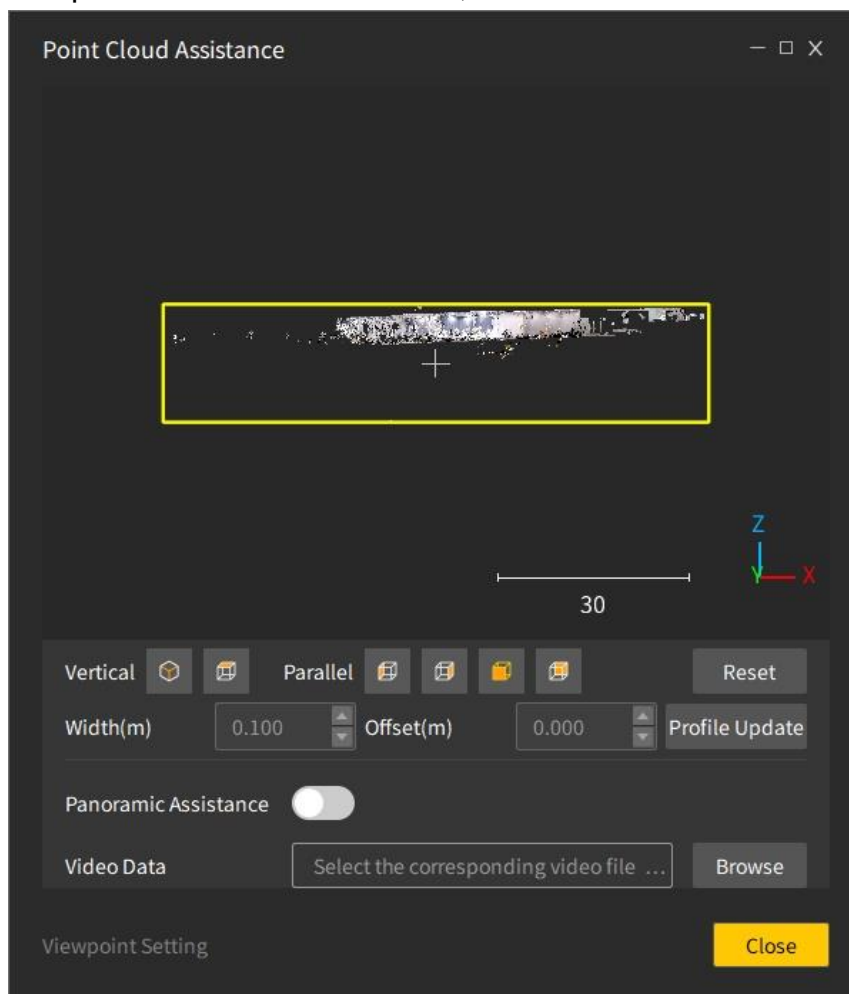 Point Cloud Assistance
Z
Y X
30
Vertical Parallel Reset
Width(m) 0.100 Offset(m) 0.000 Profile Update
Panoramic Assistance
Video Data Select the corresponding video file ... Browse
Viewpoint Setting Close